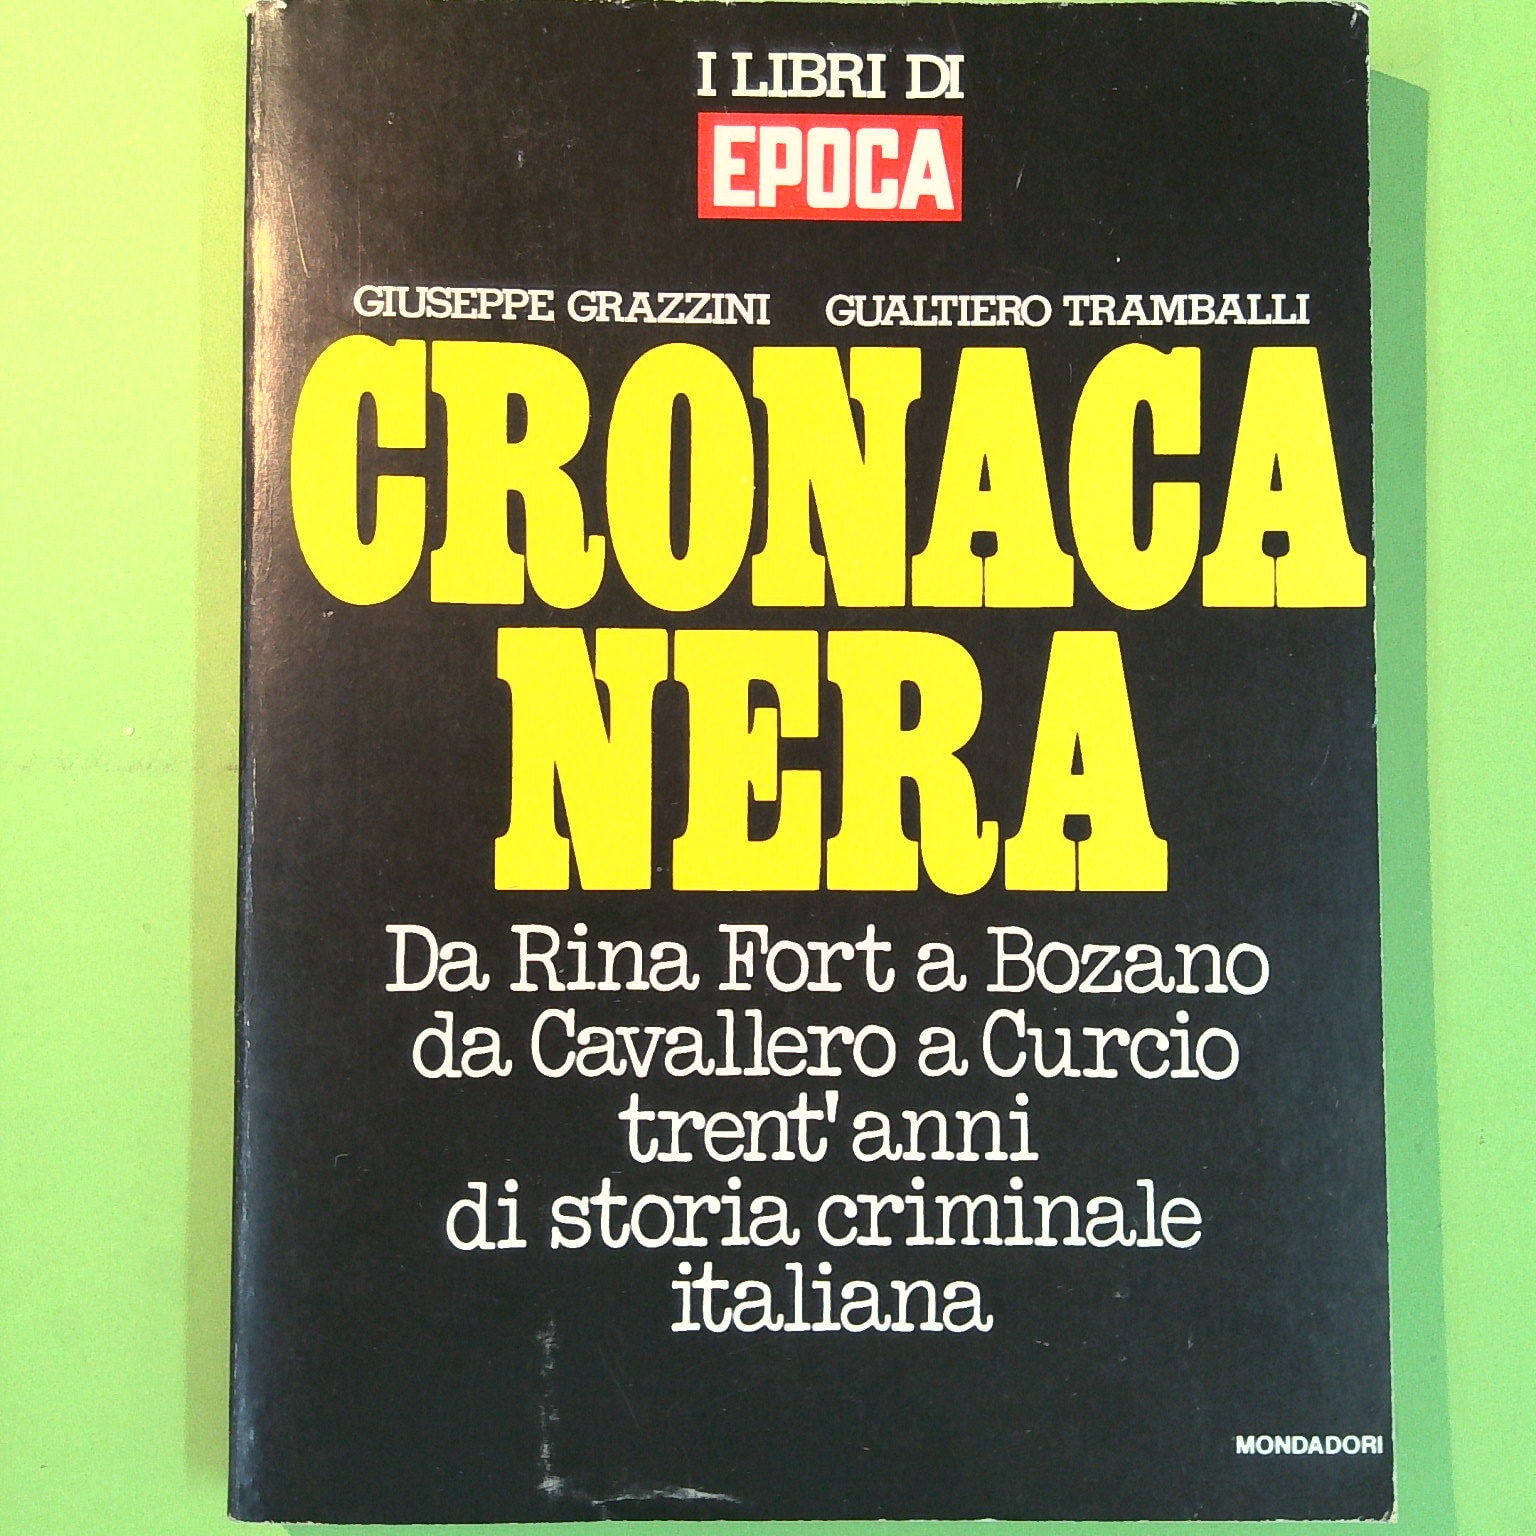 I LIBRI DI
EPOCA
GIUSEPPE GRAZZINI GUALTIERO TRAMBALLI
CRONACA
NERA
Da Rina Fort a Bozano
da Cavallero a Curcio
trent'anni
di storia criminale
italiana
MONDADORI